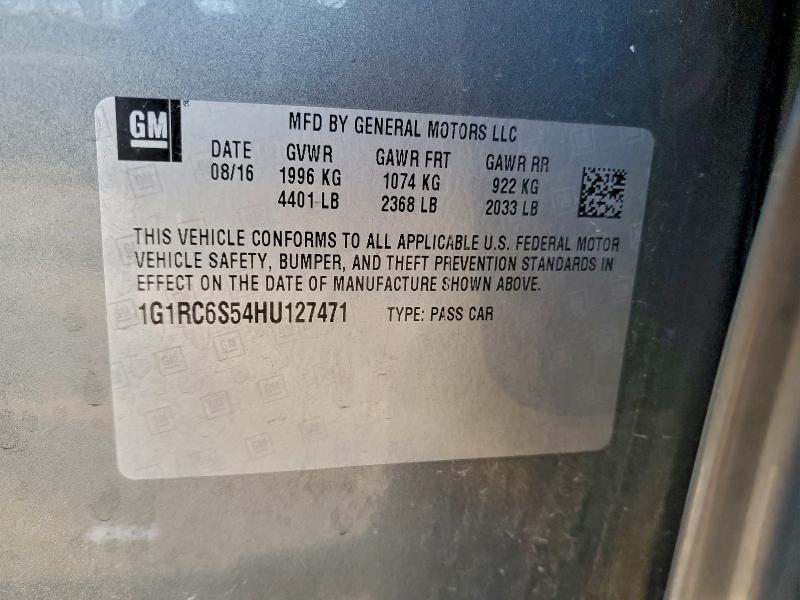 GM
MFD BY GENERAL MOTORS LLC
DATE GVWR GAWR FRT GAWR RR
08/16 1996 KG 1074 KG 922 KG
4401 LB 2368 LB 2033 LB
THIS VEHICLE CONFORMS TO ALL APPLICABLE U.S. FEDERAL MOTOR
VEHICLE SAFETY, BUMPER, AND THEFT PREVENTION STANDARDS IN
EFFECT ON THE DATE OF MANUFACTURE SHOWN ABOVE.
1G1RC6S54HU127471 TYPE: PASS CAR